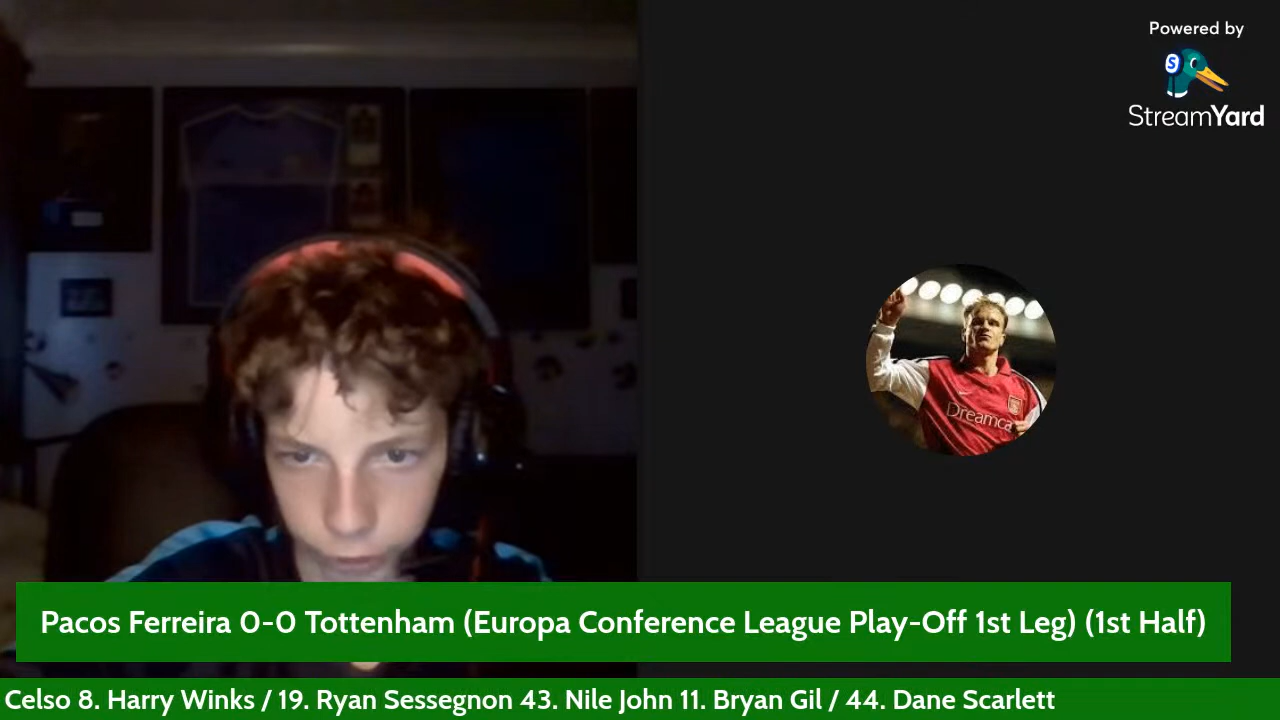 Powered by
S
StreamYard
Dreamca
Pacos Ferreira 0-0 Tottenham (Europa Conference League Play-Off 1st Leg) (1st Half)
Celso 8. Harry Winks / 19. Ryan Sessegnon 43. Nile John 11. Bryan Gil / 44. Dane Scarlett